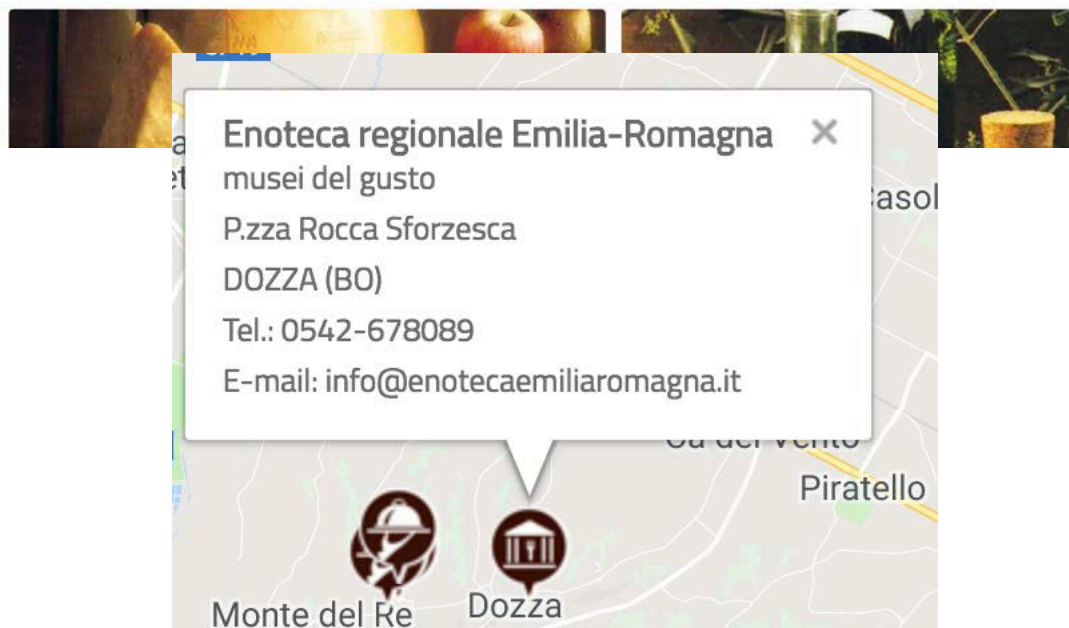 Enoteca regionale Emilia-Romagna
musei del gusto
P.zza Rocca Sforzesca
DOZZA (BO)
Tel.: 0542-678089
E-mail: info@enotecaemiliaromagna.it
Piratello
Dozza
Monte del Re